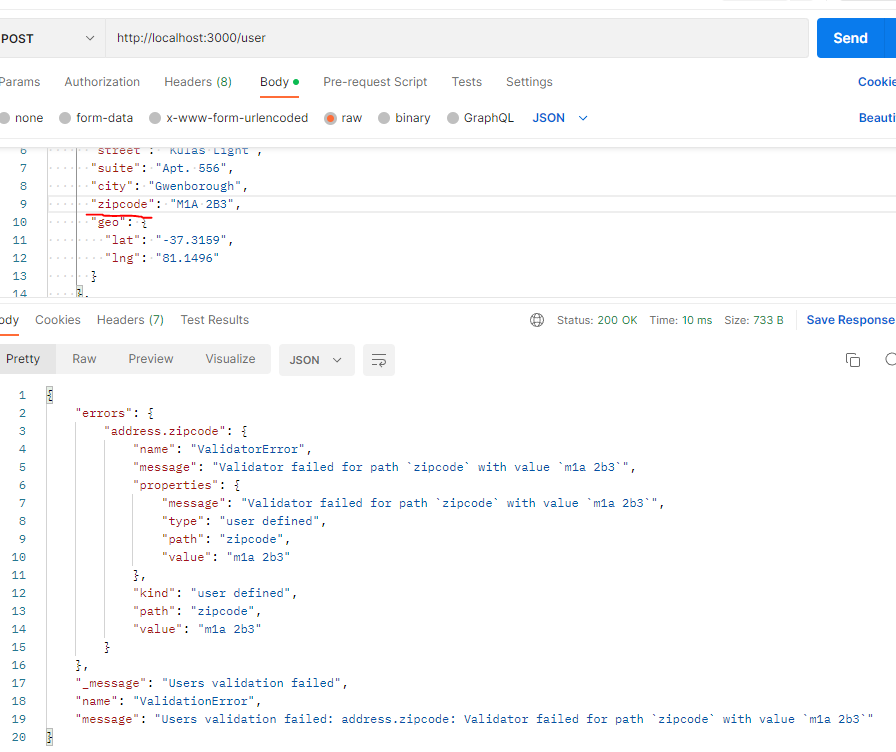 POST http://localhost:3000/user Send
Params Authorization Headers (8) Body Pre-request Script Tests Settings Cookie
none form-data x-www-form-urlencoded raw binary GraphQL JSON Beauti
6 "street": "Kulas Light",
7 "suite": "Apt. 556",
8 "city": "Gwenborough",
9 "zipcode": "M1A 2B3",
10 "geo": {
11 "lat": "-37.3159",
12 "lng": "81.1496"
13 }
14 },
ody Cookies Headers (7) Test Results Status: 200 OK Time: 10 ms Size: 733 B Save Response
Pretty Raw Preview Visualize JSON
1 {
2 "errors": {
3 "address.zipcode": {
4 "name": "ValidatorError",
5 "message": "Validator failed for path `zipcode` with value `m1a 2b3`",
6 "properties": {
7 "message": "Validator failed for path `zipcode` with value `m1a 2b3`",
8 "type": "user defined",
9 "path": "zipcode",
10 "value": "m1a 2b3"
11 },
12 "kind": "user defined",
13 "path": "zipcode",
14 "value": "m1a 2b3"
15 }
16 },
17 "_message": "Users validation failed",
18 "name": "ValidationError",
19 "message": "Users validation failed: address.zipcode: Validator failed for path `zipcode` with value `m1a 2b3`"
20 }